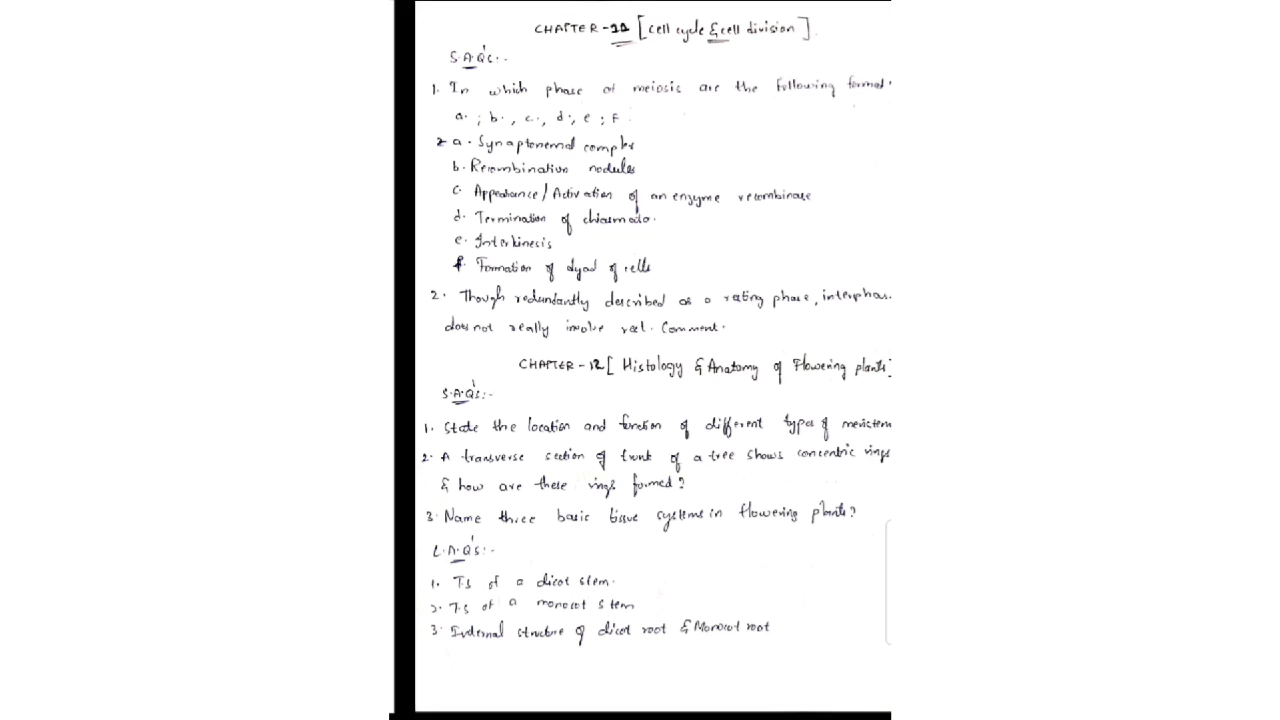 CHAPTER - 11 [cell cycle & cell division]
S.A.Q's:-
1. In which phase of meiosis are the following formed.
a. ; b. , c., d., e ; f.
2 a. Synaptonemal complex
b. Recombination nodules
c. Appearance/Activation of an enzyme recombinase
d. Termination of chiasmata.
e. Interkinesis
f. Formation of dyad of cells
2. Though redundantly described as a resting phase, interphas.
does not really involve rest. Comment.
CHAPTER - 12 [Histology & Anatomy of Flowering plants]
S.A.Q's:-
1. State the location and function of different types of meristem
2. A transverse section of trunk of a tree shows concentric rings
& how are these rings formed?
3. Name three basic tissue systems in flowering plants?
L.A.Q's:-
1. T.S of a dicot stem.
2. T.S of a monocot stem
3. Internal structure of dicot root & Monocot root